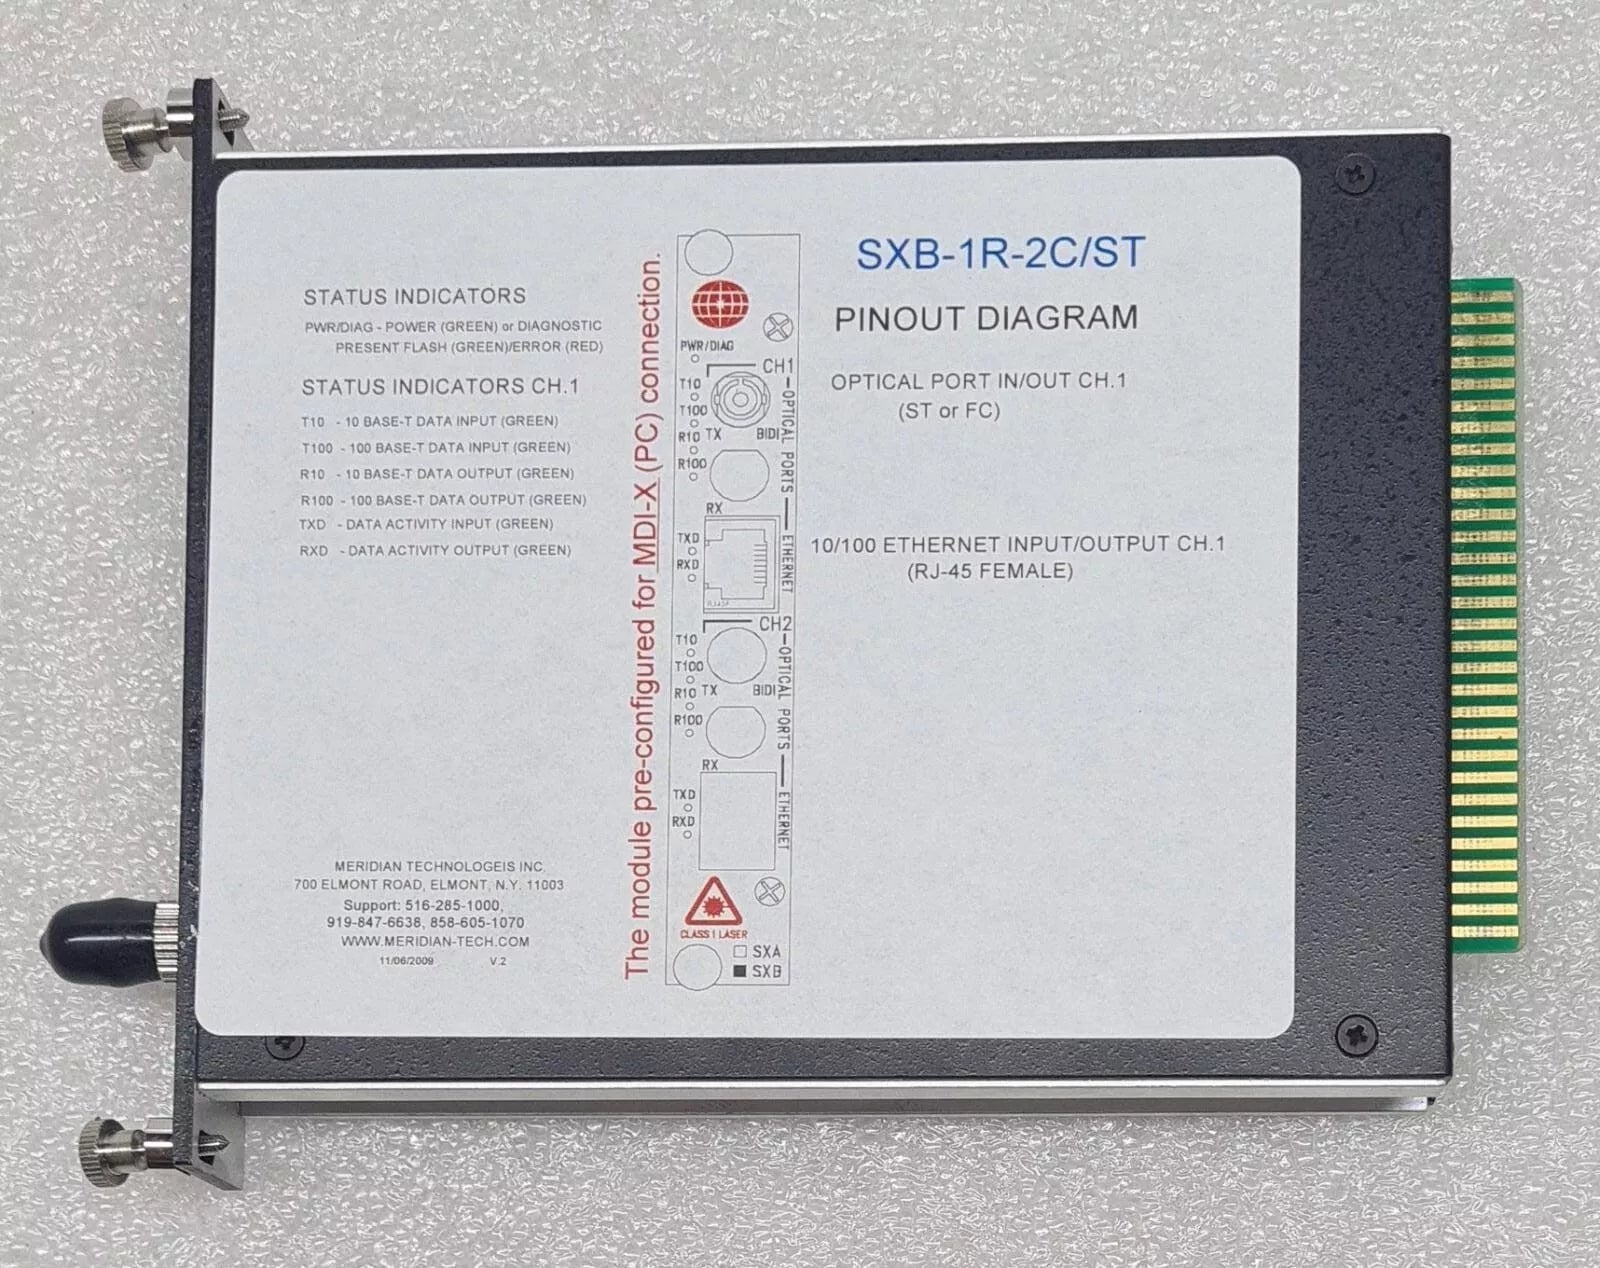 SXB-1R-2C/ST
PINOUT DIAGRAM
OPTICAL PORT IN/OUT CH.1
(ST or FC)
10/100 ETHERNET INPUT/OUTPUT CH.1
(RJ-45 FEMALE)
STATUS INDICATORS
PWR/DIAG - POWER (GREEN) or DIAGNOSTIC
PRESENT FLASH (GREEN)/ERROR (RED)
STATUS INDICATORS CH.1
T10 - 10 BASE-T DATA INPUT (GREEN)
T100 - 100 BASE-T DATA INPUT (GREEN)
R10 - 10 BASE-T DATA OUTPUT (GREEN)
R100 - 100 BASE-T DATA OUTPUT (GREEN)
TXD - DATA ACTIVITY INPUT (GREEN)
RXD - DATA ACTIVITY OUTPUT (GREEN)
MERIDIAN TECHNOLOGEIS INC.
700 ELMONT ROAD, ELMONT, N.Y. 11003
Support: 516-285-1000,
919-847-6638, 858-605-1070
WWW.MERIDIAN-TECH.COM
11/06/2009 V.2
The module pre-configured for MDI-X (PC) connection.
PWR/DIAG
CH1
T10
T100
R10 TX BIDI
R100
RX
OPTICAL PORTS
TXD
RXD
ETHERNET
RJ45F
CH2
T10
T100
R10 TX BIDI
R100
RX
OPTICAL PORTS
TXD
RXD
ETHERNET
CLASS 1 LASER
SXA
SXB